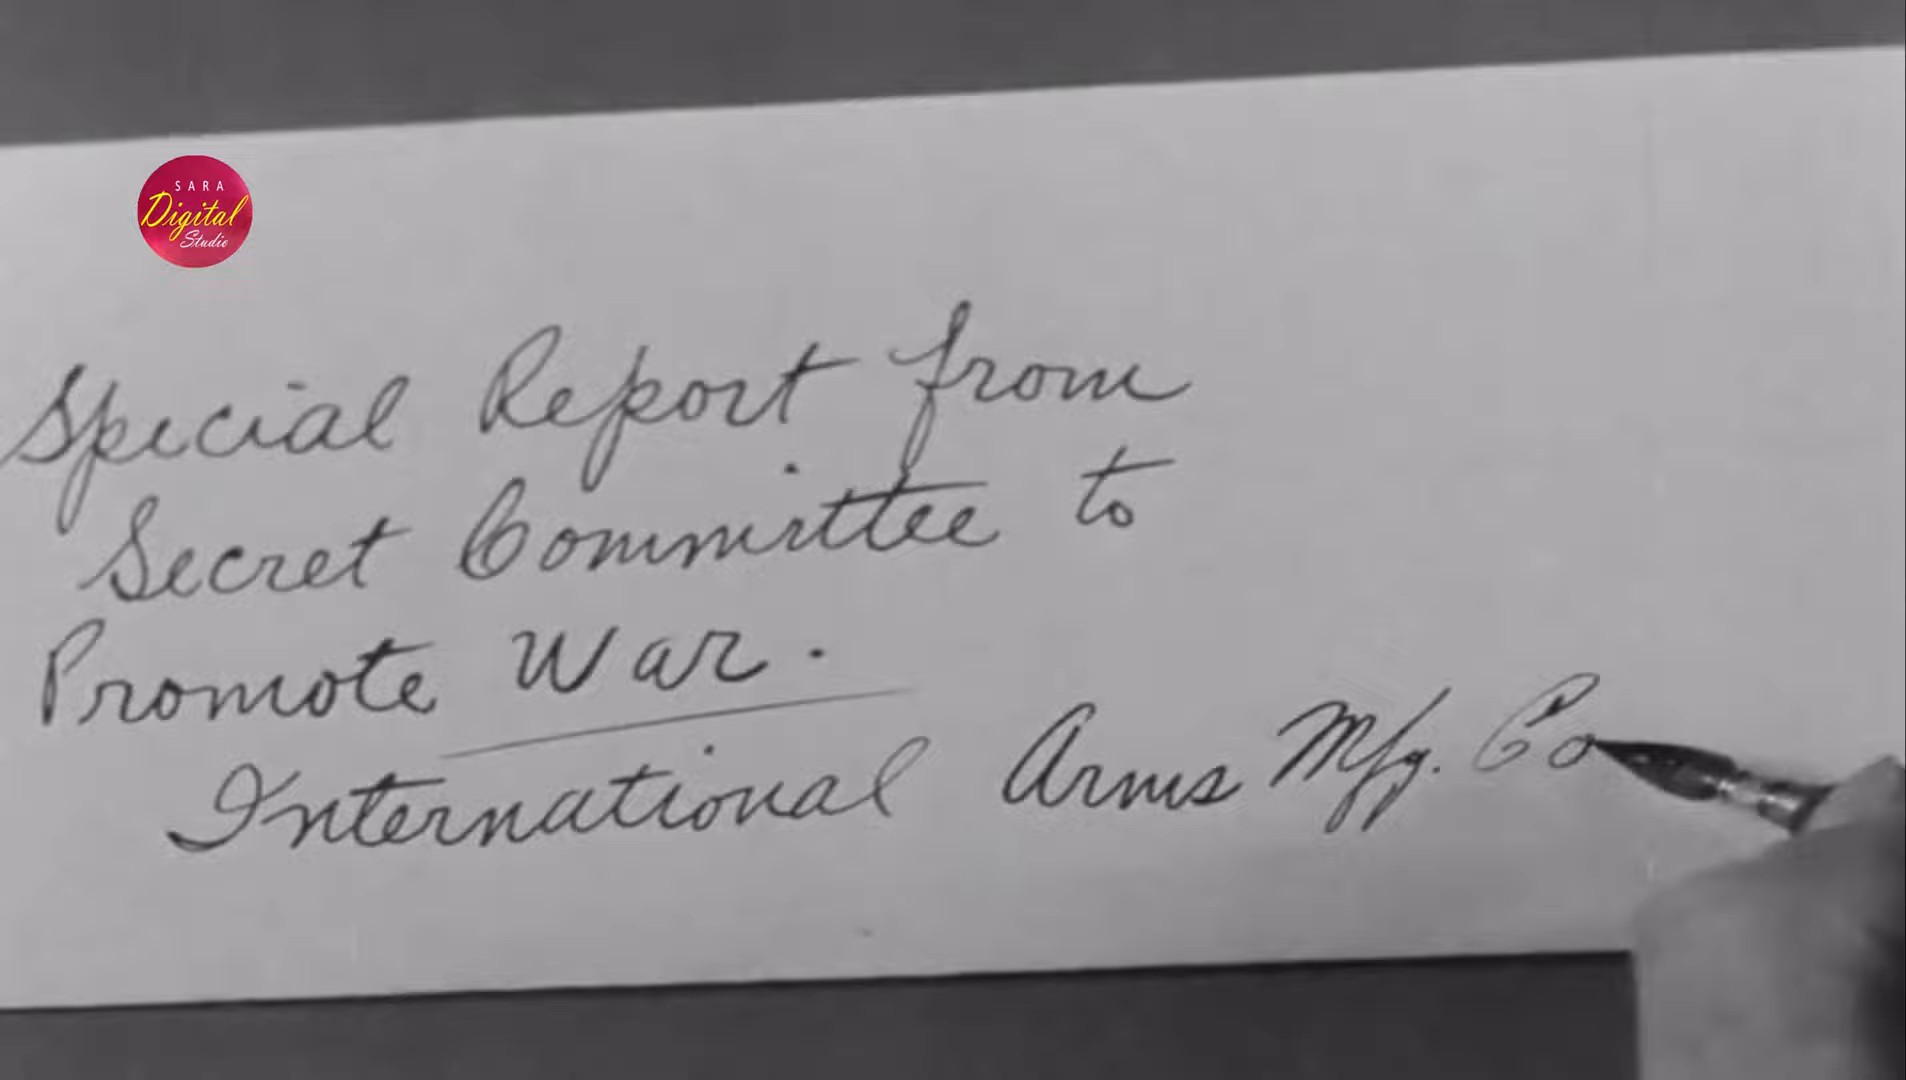 SARA
Digital
Studio
Special Report from
Secret Committee to
Promote War.
International Arms Mfg. Co